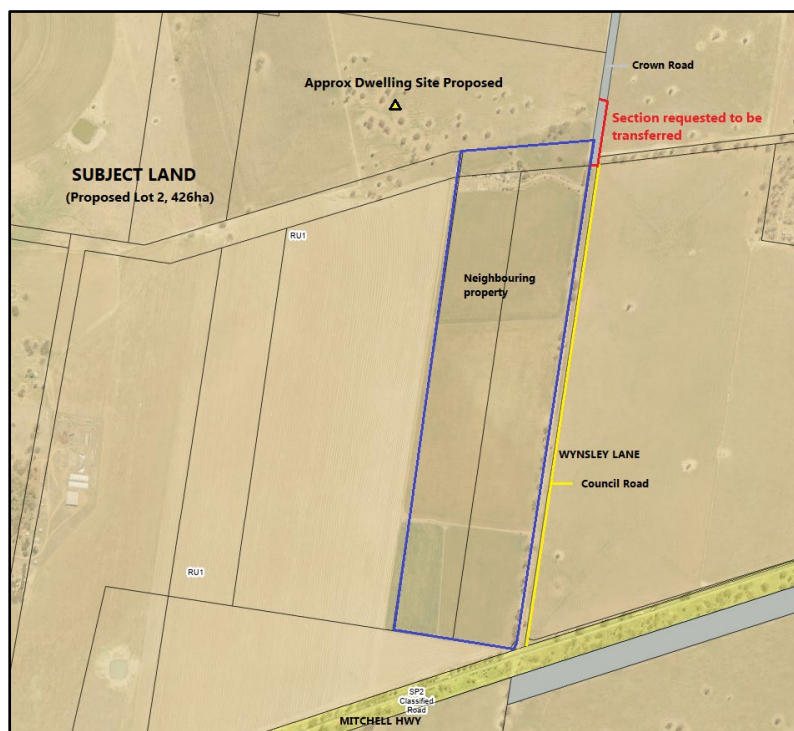 Crown Road
Approx Dwelling Site Proposed
Section requested to be
transferred
SUBJECT LAND
(Proposed Lot 2, 426ha)
RU1
Neighbouring
property
WYNSLEY LANE
Council Road
RU1
SP2
Classified
Road
MITCHELL HWY